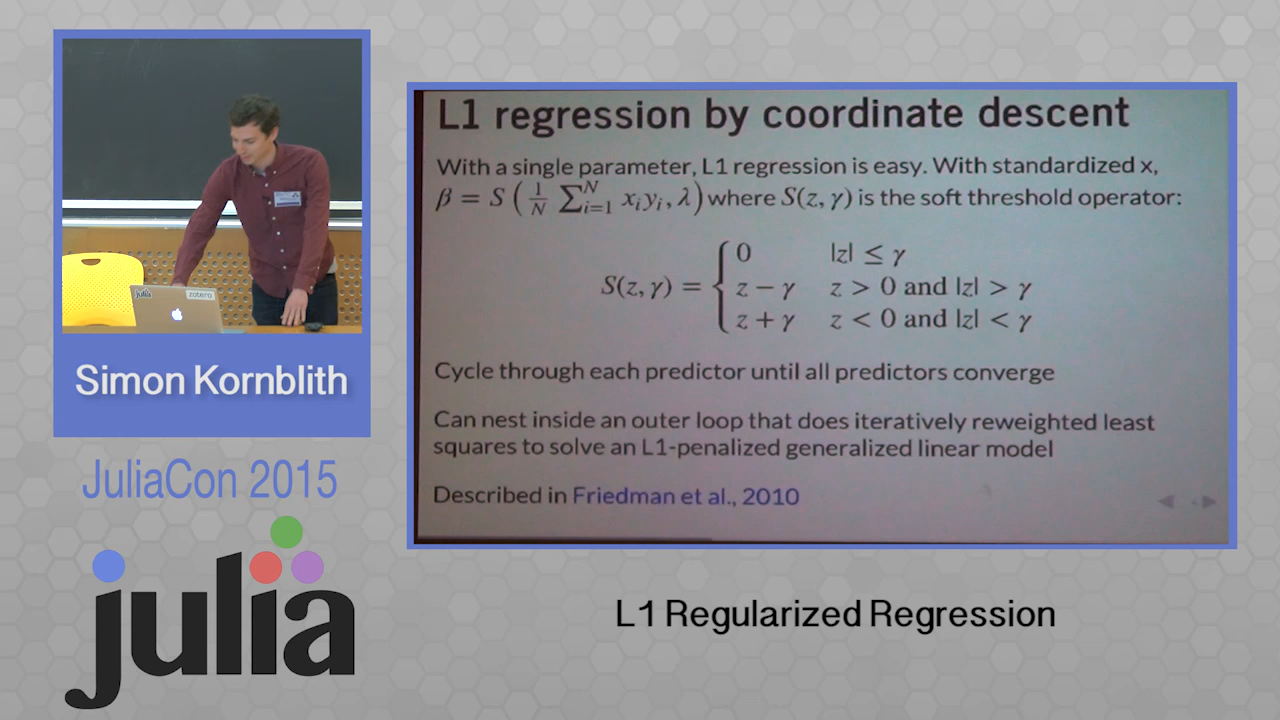 L1 regression by coordinate descent
With a single parameter, L1 regression is easy. With standardized x,
β = S ( 1/N ∑_{i=1}^{N} x_i y_i, λ ) where S(z, γ) is the soft threshold operator:
S(z, γ) = { 0 |z| ≤ γ
z − γ z > 0 and |z| > γ
z + γ z < 0 and |z| < γ
Cycle through each predictor until all predictors converge
Can nest inside an outer loop that does iteratively reweighted least
squares to solve an L1-penalized generalized linear model
Described in Friedman et al., 2010
julia
zotero
Simon Kornblith
JuliaCon 2015
julia
L1 Regularized Regression